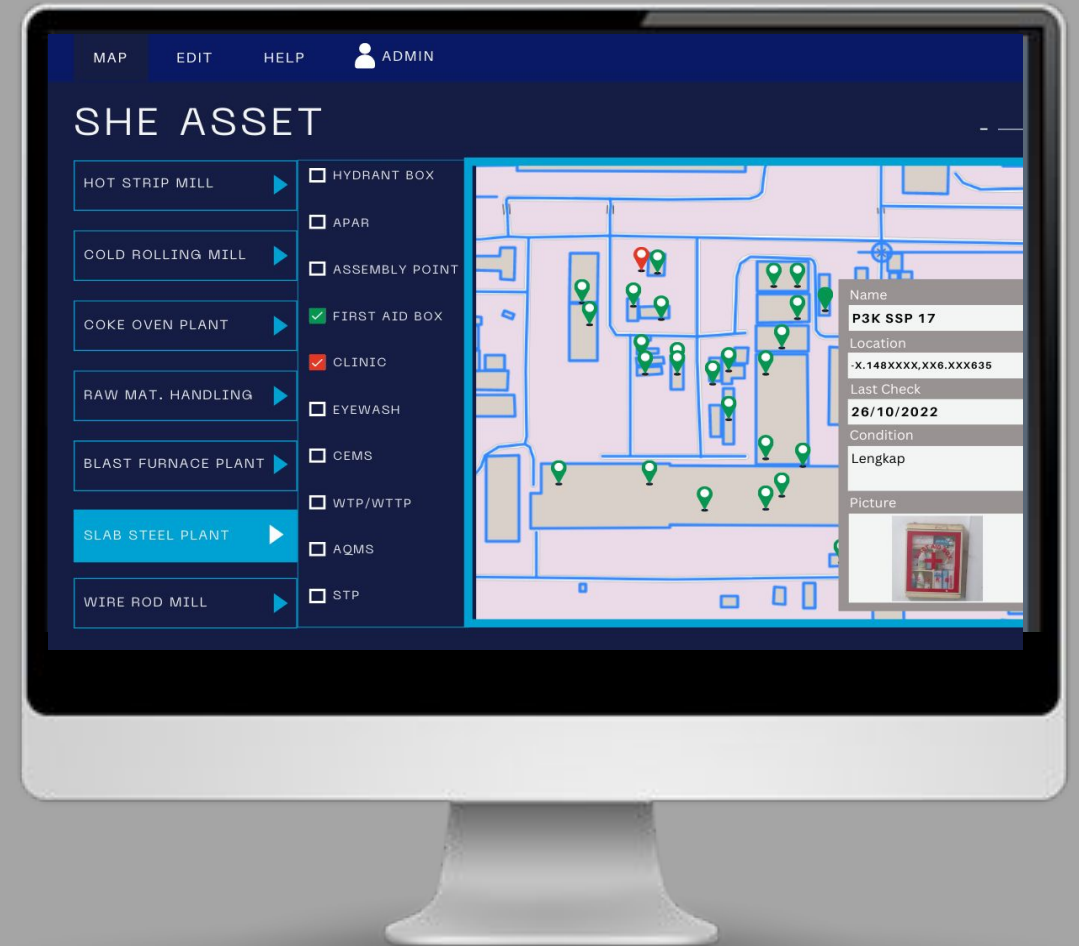 MAP EDIT HELP ADMIN
SHE ASSET
HOT STRIP MILL
COLD ROLLING MILL
COKE OVEN PLANT
RAW MAT. HANDLING
BLAST FURNACE PLANT
SLAB STEEL PLANT
WIRE ROD MILL
HYDRANT BOX
APAR
ASSEMBLY POINT
FIRST AID BOX
CLINIC
EYEWASH
CEMS
WTP/WTTP
AQMS
STP
Name
P3K SSP 17
Location
-X.148XXXX,XX6.XXX635
Last Check
26/10/2022
Condition
Lengkap
Picture